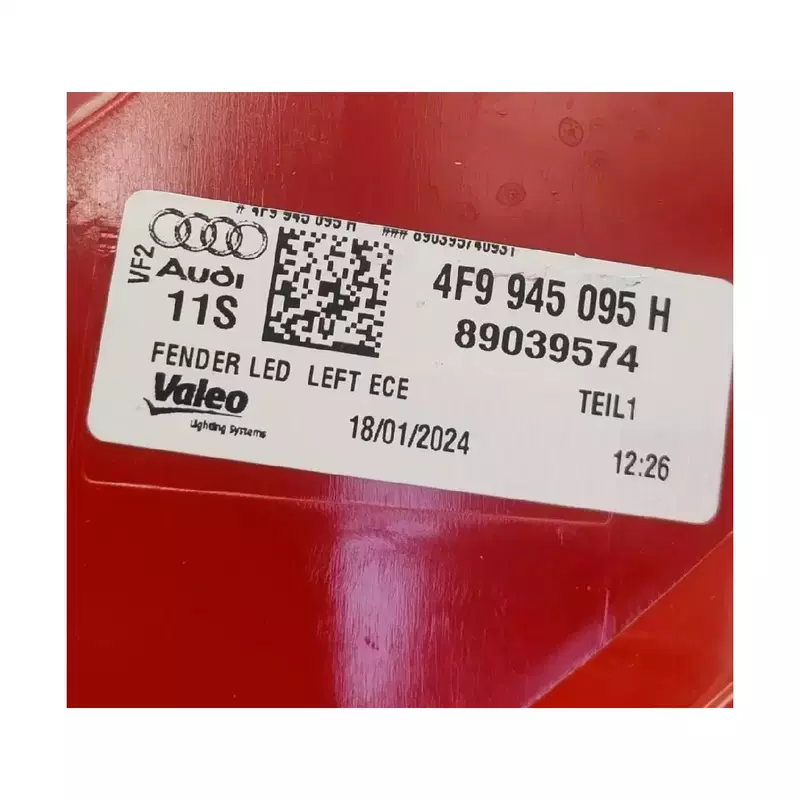 # 4F9 945 095 H ### 890395740931
VF2
Audi
11S
4F9 945 095 H
89039574
FENDER LED LEFT ECE
TEIL1
Valeo
Lighting Systems
18/01/2024
12:26